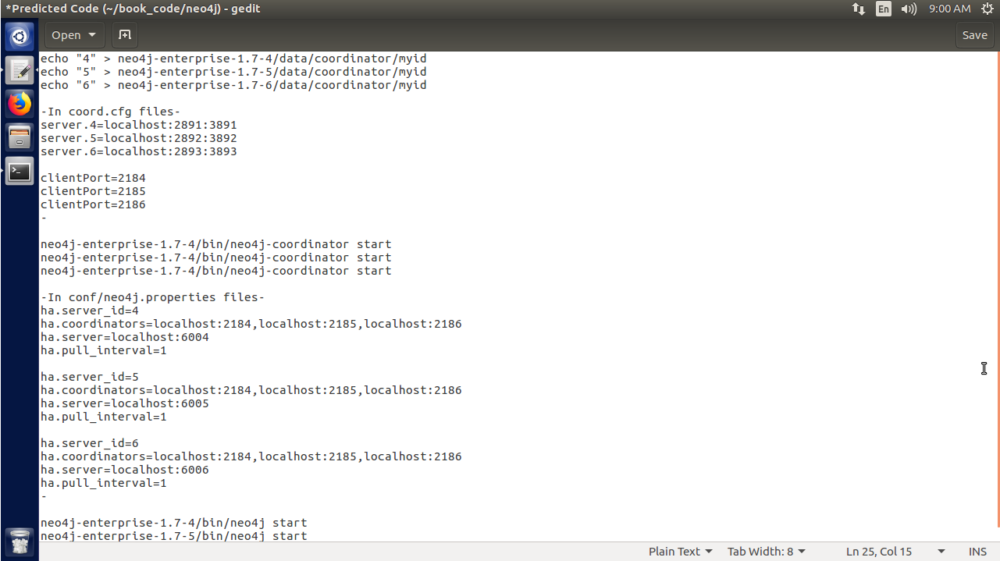 *Predicted Code (~/book_code/neo4j) - gedit
En
9:00 AM
Open
Save
echo "4" > neo4j-enterprise-1.7-4/data/coordinator/myid
echo "5" > neo4j-enterprise-1.7-5/data/coordinator/myid
echo "6" > neo4j-enterprise-1.7-6/data/coordinator/myid
-In coord.cfg files-
server.4=localhost:2891:3891
server.5=localhost:2892:3892
server.6=localhost:2893:3893
clientPort=2184
clientPort=2185
clientPort=2186
-
neo4j-enterprise-1.7-4/bin/neo4j-coordinator start
neo4j-enterprise-1.7-4/bin/neo4j-coordinator start
neo4j-enterprise-1.7-4/bin/neo4j-coordinator start
-In conf/neo4j.properties files-
ha.server_id=4
ha.coordinators=localhost:2184,localhost:2185,localhost:2186
ha.server=localhost:6004
ha.pull_interval=1
ha.server_id=5
ha.coordinators=localhost:2184,localhost:2185,localhost:2186
ha.server=localhost:6005
ha.pull_interval=1
ha.server_id=6
ha.coordinators=localhost:2184,localhost:2185,localhost:2186
ha.server=localhost:6006
ha.pull_interval=1
-
neo4j-enterprise-1.7-4/bin/neo4j start
neo4j-enterprise-1.7-5/bin/neo4j start
Plain Text
Tab Width: 8
Ln 25, Col 15
INS